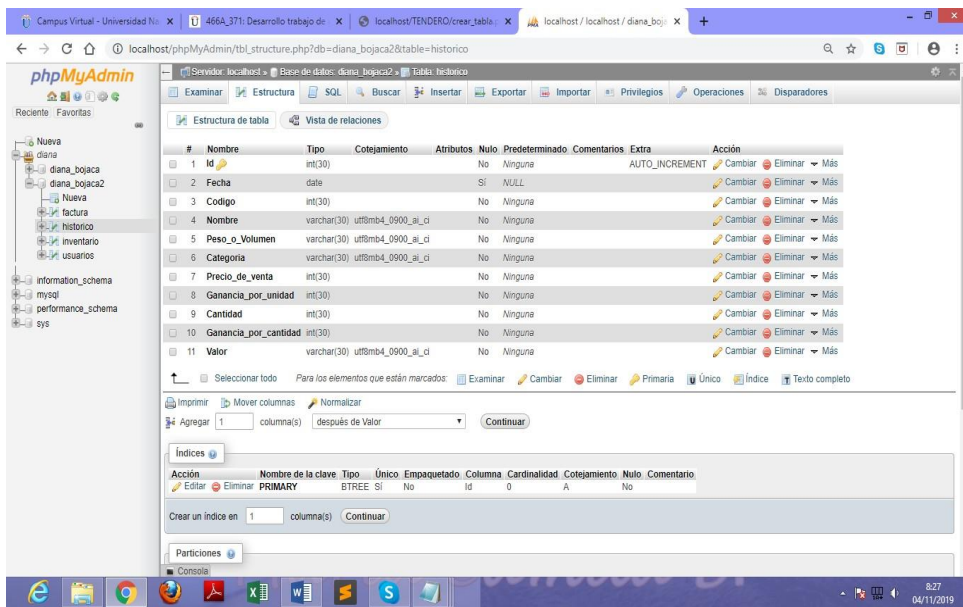 Campus Virtual - Universidad Na
466A_371: Desarrollo trabajo de
localhost/TENDERO/crear_tabla
localhost / localhost / diana_boja
localhost/phpMyAdmin/tbl_structure.php?db=diana_bojaca2&table=historico
phpMyAdmin
Reciente Favoritas
Nueva
diana
diana_bojaca
diana_bojaca2
Nueva
factura
historico
inventario
usuarios
information_schema
mysql
performance_schema
sys
Servidor: localhost » Base de datos: diana_bojaca2 » Tabla: historico
Examinar Estructura SQL Buscar Insertar Exportar Importar Privilegios Operaciones Disparadores
Estructura de tabla Vista de relaciones
# Nombre Tipo Cotejamiento Atributos Nulo Predeterminado Comentarios Extra Acción
1 Id int(30) No Ninguna AUTO_INCREMENT Cambiar Eliminar Más
2 Fecha date Sí NULL Cambiar Eliminar Más
3 Codigo int(30) No Ninguna Cambiar Eliminar Más
4 Nombre varchar(30) utf8mb4_0900_ai_ci No Ninguna Cambiar Eliminar Más
5 Peso_o_Volumen varchar(30) utf8mb4_0900_ai_ci No Ninguna Cambiar Eliminar Más
6 Categoria varchar(30) utf8mb4_0900_ai_ci No Ninguna Cambiar Eliminar Más
7 Precio_de_venta int(30) No Ninguna Cambiar Eliminar Más
8 Ganancia_por_unidad int(30) No Ninguna Cambiar Eliminar Más
9 Cantidad int(30) No Ninguna Cambiar Eliminar Más
10 Ganancia_por_cantidad int(30) No Ninguna Cambiar Eliminar Más
11 Valor varchar(30) utf8mb4_0900_ai_ci No Ninguna Cambiar Eliminar Más
Seleccionar todo Para los elementos que están marcados: Examinar Cambiar Eliminar Primaria Único Índice Texto completo
Imprimir Mover columnas Normalizar
Agregar 1 columna(s) después de Valor Continuar
Índices
Acción Nombre de la clave Tipo Único Empaquetado Columna Cardinalidad Cotejamiento Nulo Comentario
Editar Eliminar PRIMARY BTREE Sí No Id 0 A No
Crear un índice en 1 columna(s) Continuar
Particiones
Consola
8:27
04/11/2019